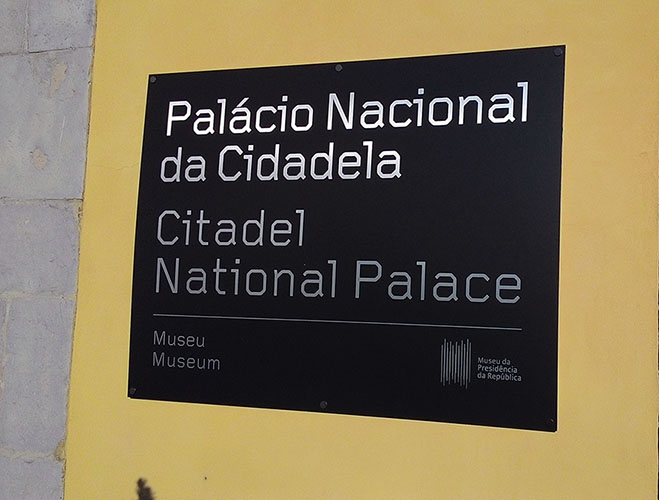 Palácio Nacional
da Cidadela
Citadel
National Palace
Museu
Museum
Museu da
Presidência
da República